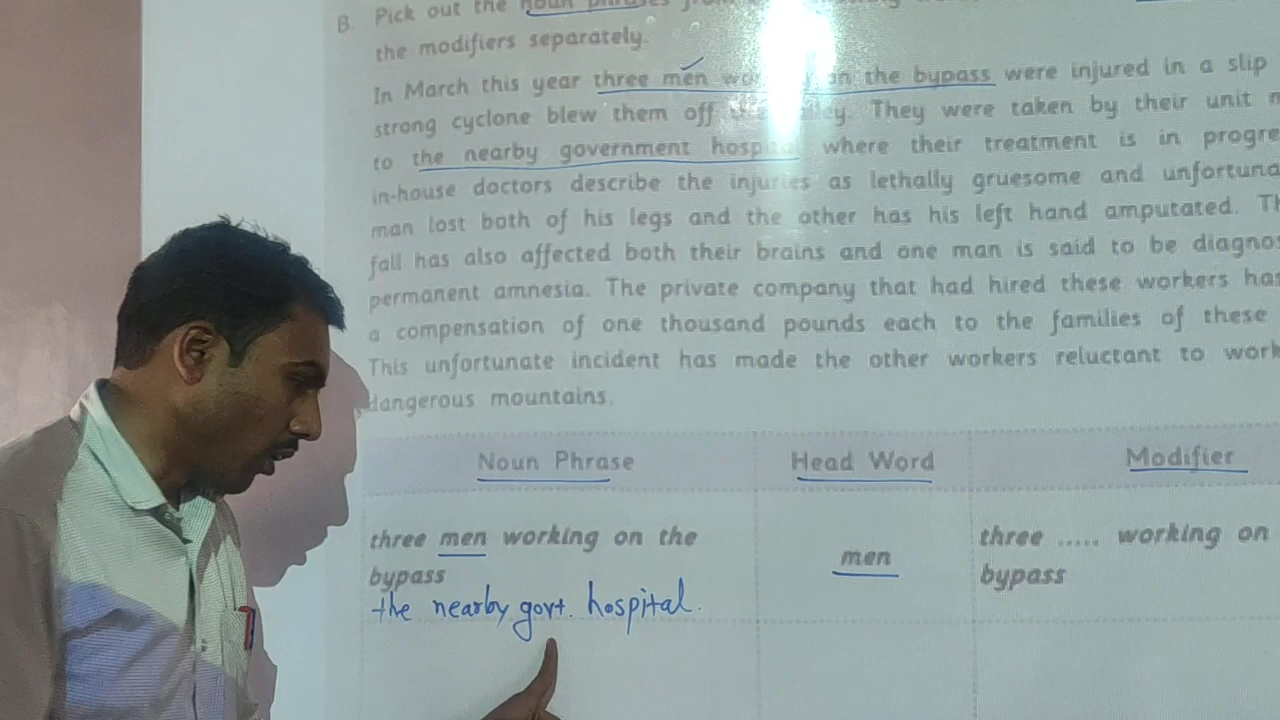 B. Pick out the noun phrases
the modifiers separately.
In March this year three men on the bypass were injured in a slip
strong cyclone blew them off They were taken by their unit
to the nearby government hospital where their treatment is in
in-house doctors describe the injuries as lethally gruesome and
man lost both of his legs and the other has his left hand amputated.
fall has also affected both their brains and one man is said to be
permanent amnesia. The private company that had hired these workers
a compensation of one thousand pounds each to the families of these
This unfortunate incident has made the other workers reluctant to work
dangerous mountains.
Noun Phrase Head Word Modifier
three men working on the
bypass
men
three ..... working on
bypass
the nearby govt. hospital.